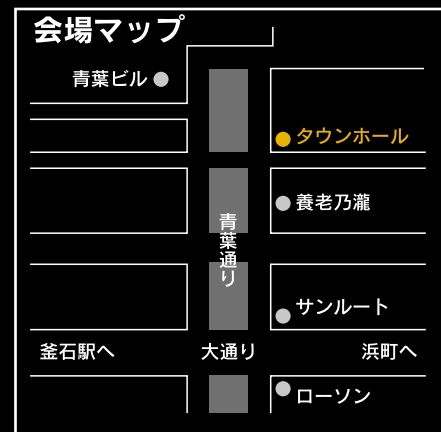 会場マップ
青葉ビル
タウンホール
養老乃瀧
青葉通り
サンルート
釜石駅へ
大通り
浜町へ
ローソン